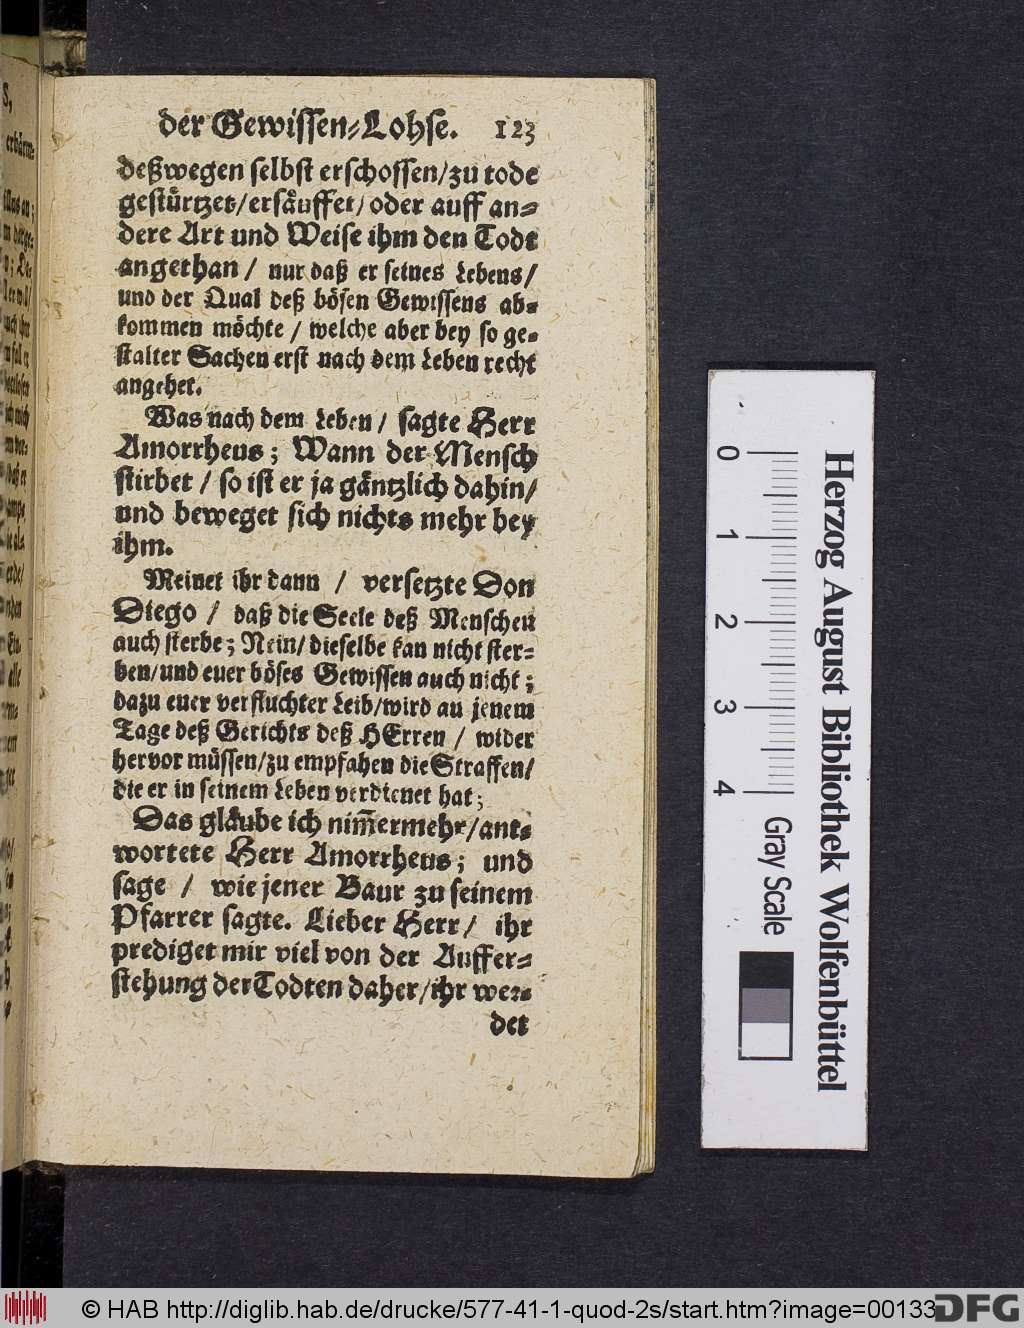 der Gewissen-Lohse. 123
deßwegen selbst erschossen/zu tode
gestürtzet/ersäuffet/oder auff an-
dere Art und Weise ihm den Todt
angethan / nur daß er seines Lebens/
und der Qual deß bösen Gewissens ab-
kommen möchte / welche aber bey so ge-
stalter Sachen erst nach dem Leben recht
angehet.
Was nach dem Leben / sagte Herr
Amorrheus; Wann der Mensch
stirbet / so ist er ja gäntzlich dahin/
und beweget sich nichts mehr bey
ihm.
Meinet ihr dann / versetzte Don
Diego / daß die Seele deß Menschen
auch sterbe; Nein/ dieselbe kan nicht ster-
ben/und euer böses Gewissen auch nicht;
dazu euer verfluchter Leib/wird an jenem
Tage deß Gerichts deß HErren / wider
hervor müssen/zu empfahen die Straffen/
die er in seinem Leben verdienet hat;
Das gläube ich nim̅ermehr/ant-
wortete Herr Amorrheus; und
sage / wie jener Baur zu seinem
Pfarrer sagte. Lieber Herr/ ihr
prediget mir viel von der Auffer-
stehung der Todten daher/ihr wer-
det
0 1 2 3 4
Gray Scale
Herzog August Bibliothek Wolfenbüttel
© HAB http://diglib.hab.de/drucke/577-41-1-quod-2s/start.htm?image=00133
DFG